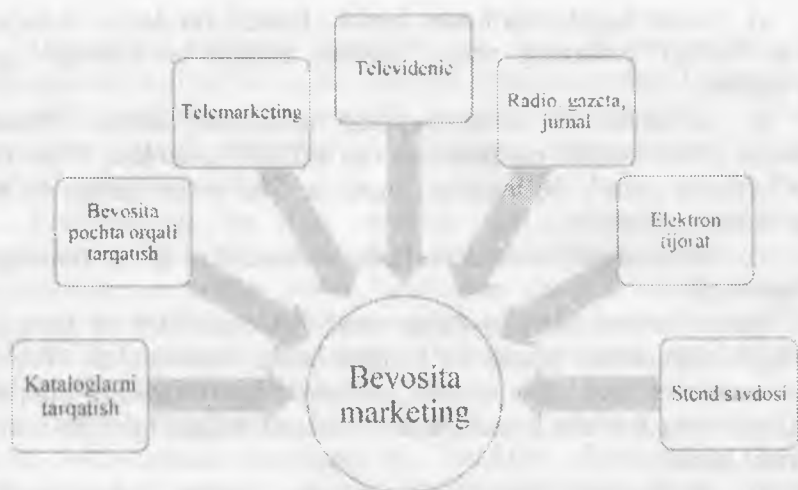 Televidenie
Telemarketing
Radio, gazeta,
jurnal
Bevosita
pochta orqali
tarqatish
Elektron
tijorat
Kataloglarni
tarqatish
Bevosita
marketing
Stend savdosi